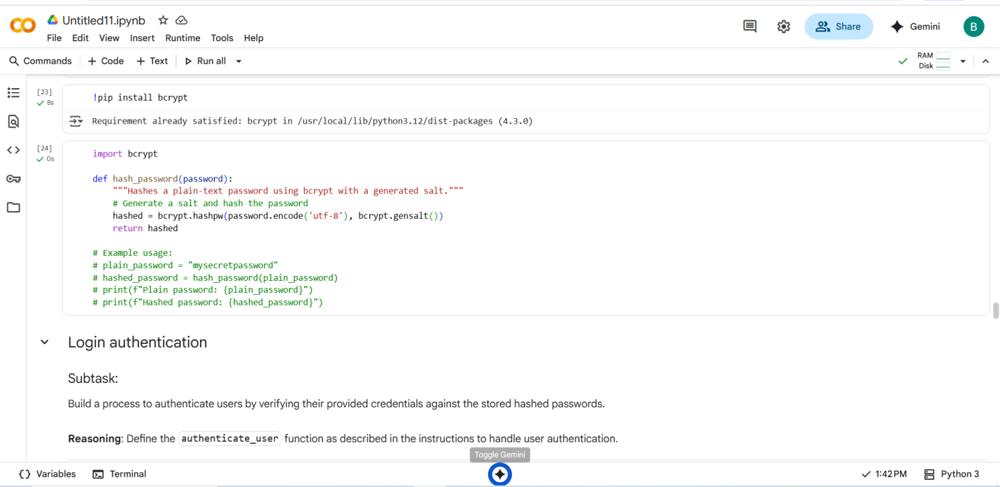 Untitled11.ipynb
File Edit View Insert Runtime Tools Help
Share
Gemini
B
Commands + Code + Text Run all
RAM
Disk
[23]
8s
!pip install bcrypt
Requirement already satisfied: bcrypt in /usr/local/lib/python3.12/dist-packages (4.3.0)
[24]
0s
import bcrypt
def hash_password(password):
    """Hashes a plain-text password using bcrypt with a generated salt."""
    # Generate a salt and hash the password
    hashed = bcrypt.hashpw(password.encode('utf-8'), bcrypt.gensalt())
    return hashed
# Example usage:
# plain_password = "mysecretpassword"
# hashed_password = hash_password(plain_password)
# print(f"Plain password: {plain_password}")
# print(f"Hashed password: {hashed_password}")
Login authentication
Subtask:
Build a process to authenticate users by verifying their provided credentials against the stored hashed passwords.
Reasoning: Define the authenticate_user function as described in the instructions to handle user authentication.
Toggle Gemini
{} Variables Terminal 1:42 PM Python 3